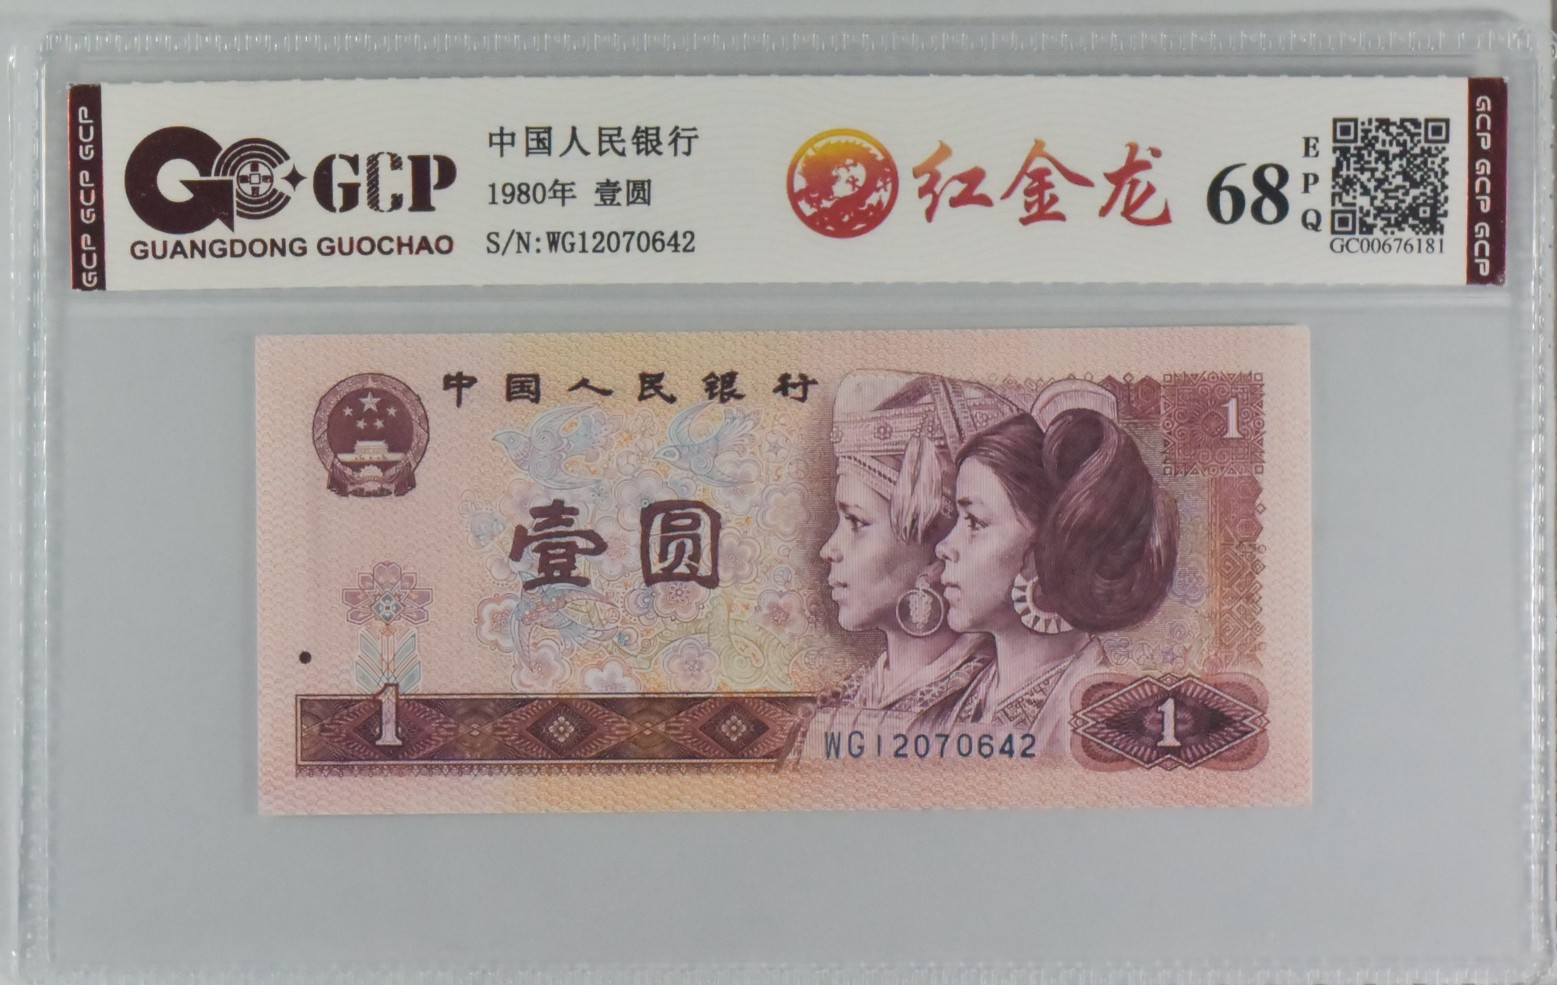 GCP GCP GCP
GCP
GUANGDONG GUOCHAO
中国人民银行
1980年 壹圆
S/N:WG12070642
红金龙
68
EPQ
GC00676181
GCP GCP GCP
中国人民银行
1
壹圆
1
WG12070642
1